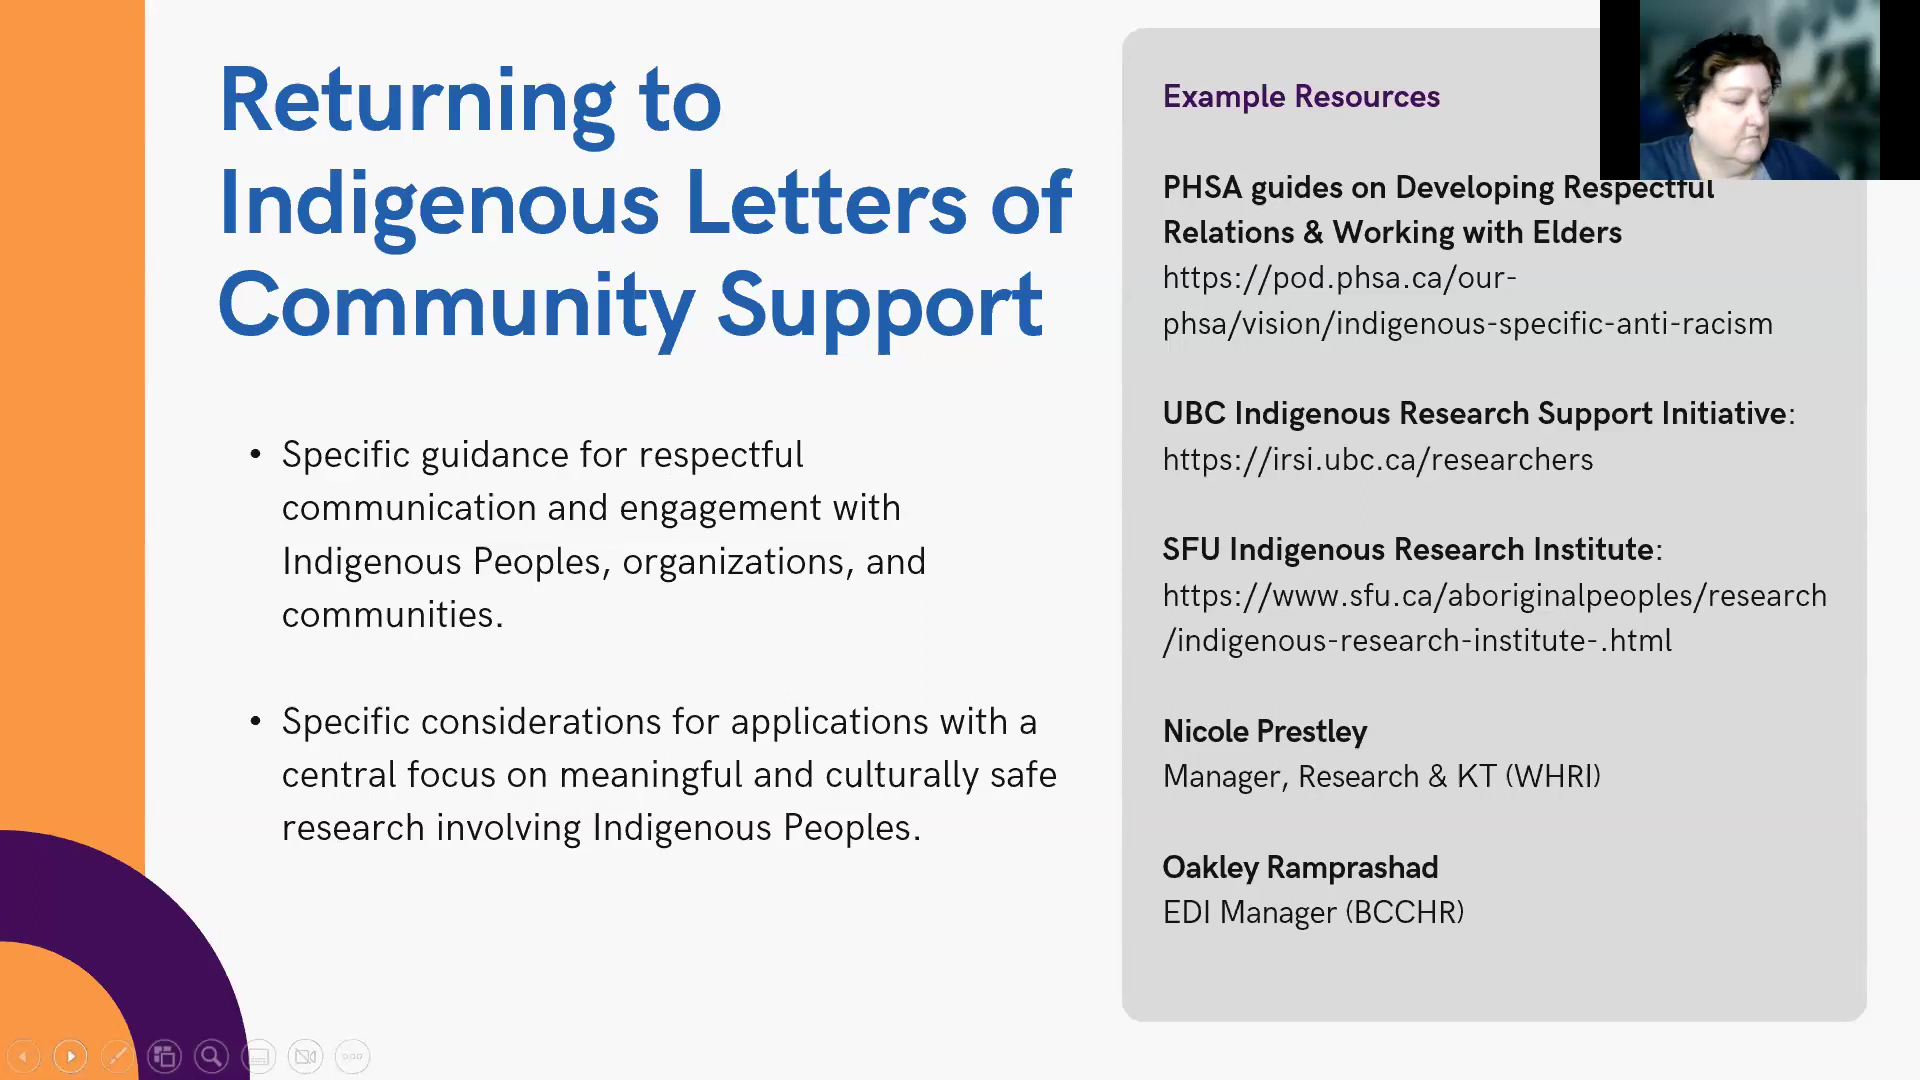 Returning to
Indigenous Letters of
Community Support
• Specific guidance for respectful
communication and engagement with
Indigenous Peoples, organizations, and
communities.
• Specific considerations for applications with a
central focus on meaningful and culturally safe
research involving Indigenous Peoples.
Example Resources
PHSA guides on Developing Respectful
Relations & Working with Elders
https://pod.phsa.ca/our-
phsa/vision/indigenous-specific-anti-racism
UBC Indigenous Research Support Initiative:
https://irsi.ubc.ca/researchers
SFU Indigenous Research Institute:
https://www.sfu.ca/aboriginalpeoples/research
/indigenous-research-institute-.html
Nicole Prestley
Manager, Research & KT (WHRI)
Oakley Ramprashad
EDI Manager (BCCHR)